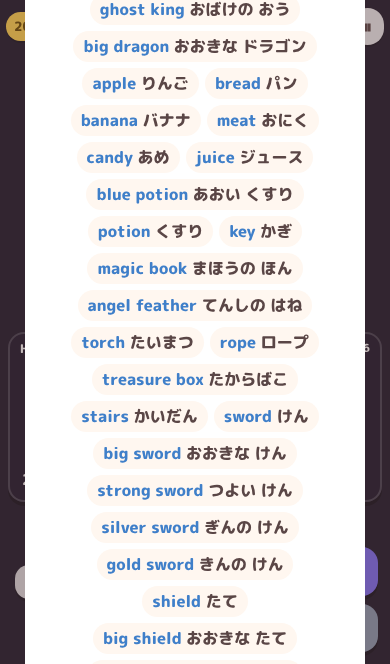 ghost king おばけの おう
big dragon おおきな ドラゴン
apple りんご bread パン
banana バナナ meat おにく
candy あめ juice ジュース
blue potion あおい くすり
potion くすり key かぎ
magic book まほうの ほん
angel feather てんしの はね
torch たいまつ rope ロープ
treasure box たからばこ
stairs かいだん sword けん
big sword おおきな けん
strong sword つよい けん
silver sword ぎんの けん
gold sword きんの けん
shield たて
big shield おおきな たて